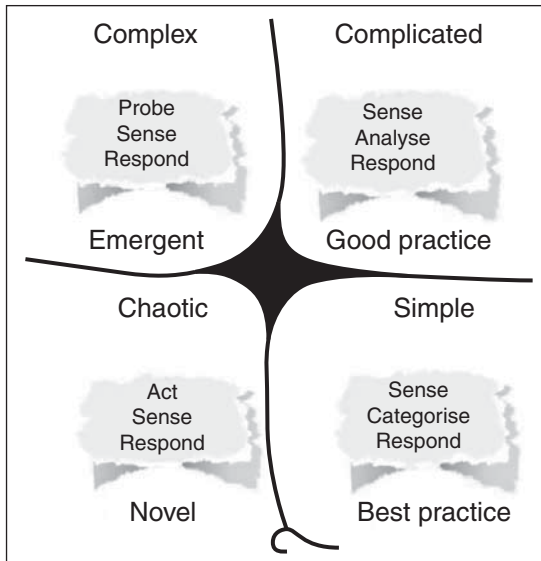 Complex
Probe
Sense
Respond
Emergent
Complicated
Sense
Analyse
Respond
Good practice
Chaotic
Act
Sense
Respond
Novel
Simple
Sense
Categorise
Respond
Best practice